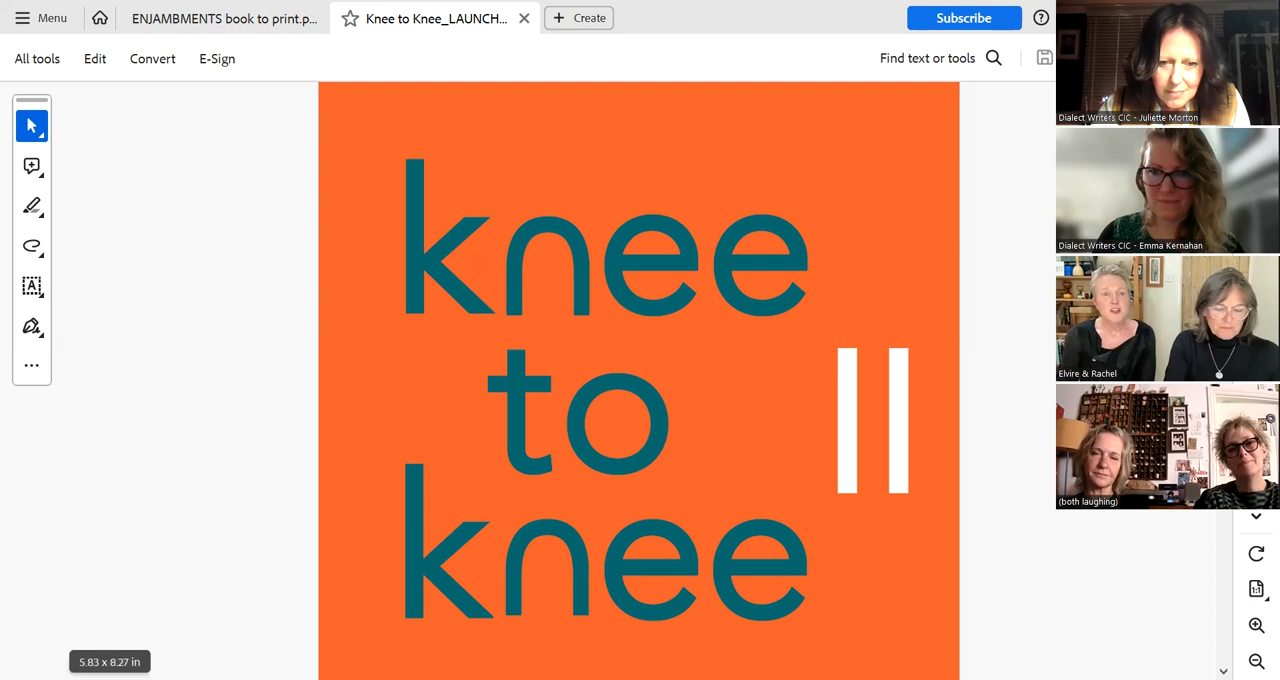 Menu
ENJAMBMENTS book to print.p...
Knee to Knee_LAUNCH...
Create
Subscribe
All tools
Edit
Convert
E-Sign
Find text or tools
knee
to
knee
5.83 x 8.27 in
Dialect Writers CIC - Juliette Morton
Dialect Writers CIC - Emma Kernahan
Elvire & Rachel
(both laughing)
1:1